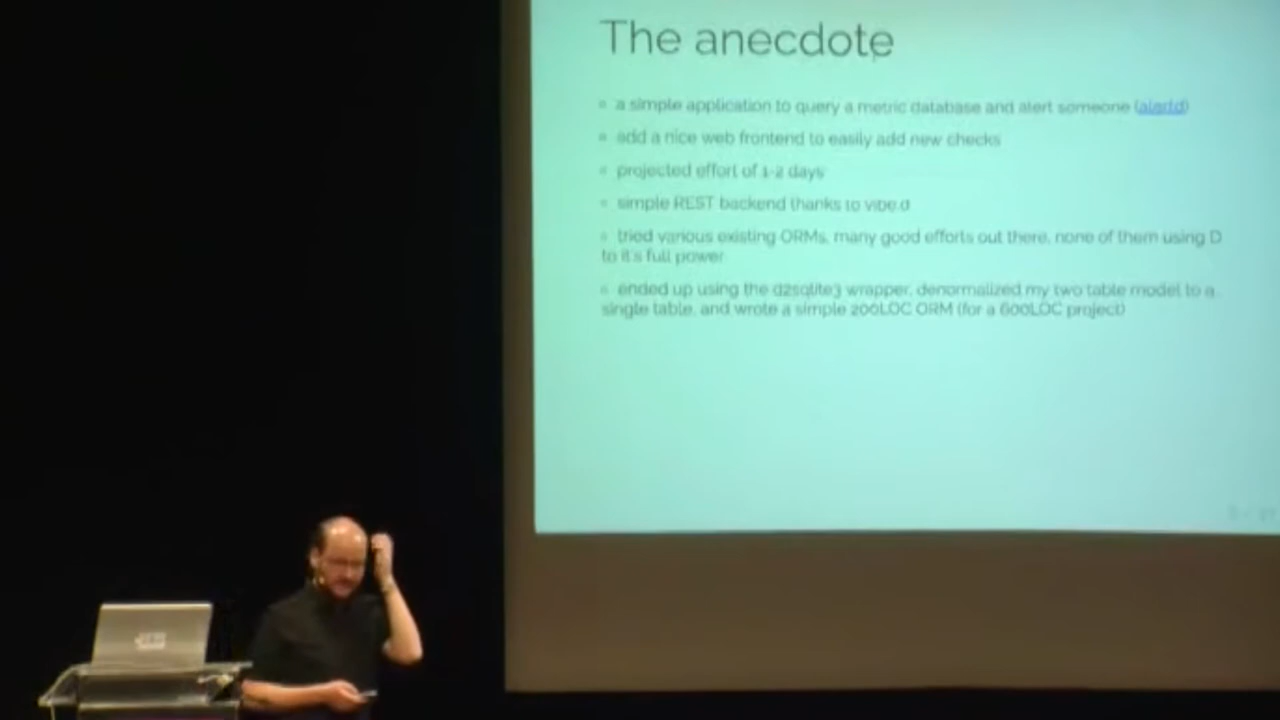 The anecdote
a simple application to query a metric database and alert someone (alertd)
add a nice web frontend to easily add new checks
projected effort of 1-2 days
simple REST backend thanks to vibe.d
tried various existing ORMs, many good efforts out there, none of them using D
to it's full power
ended up using the d2sqlite3 wrapper, denormalized my two table model to a
single table, and wrote a simple 200LOC ORM (for a 600LOC project)